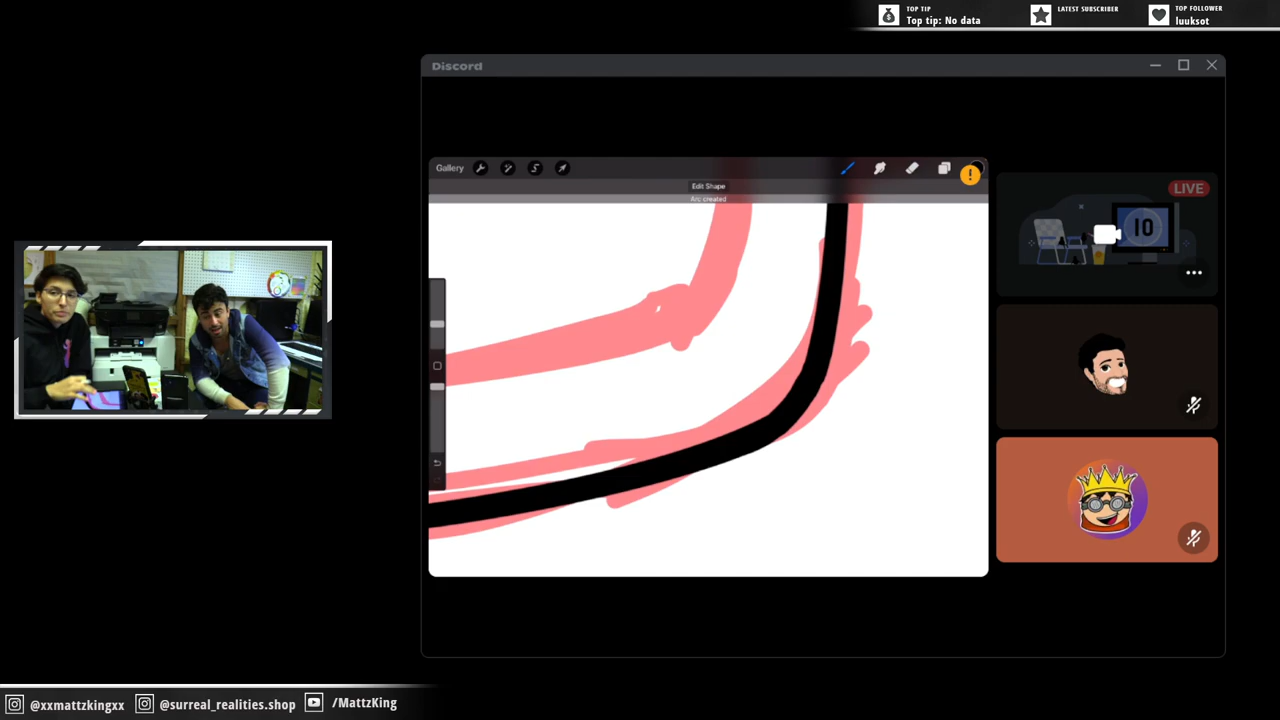 TOP TIP
Top tip: No data
LATEST SUBSCRIBER
TOP FOLLOWER
luuksot
Discord
Gallery
Edit Shape
Arc created
LIVE
10
@xxmattzkingxx
@surreal_realities.shop
/MattzKing